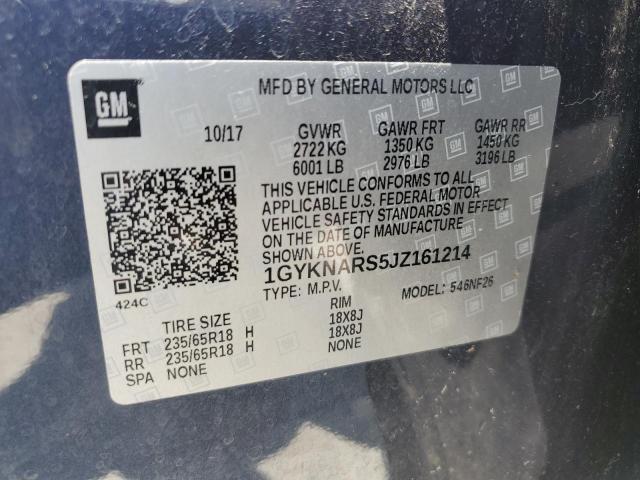 GM
MFD BY GENERAL MOTORS LLC
10/17 GVWR GAWR FRT GAWR RR
2722 KG 1350 KG 1450 KG
6001 LB 2976 LB 3196 LB
THIS VEHICLE CONFORMS TO ALL
APPLICABLE U.S. FEDERAL MOTOR
VEHICLE SAFETY STANDARDS IN EFFECT
ON THE DATE OF MANUFACTURE
SHOWN ABOVE.
1GYKNARS5JZ161214
424C TYPE: M.P.V. MODEL: 546NF26
TIRE SIZE RIM
FRT 235/65R18 H 18X8J
RR 235/65R18 H 18X8J
SPA NONE NONE